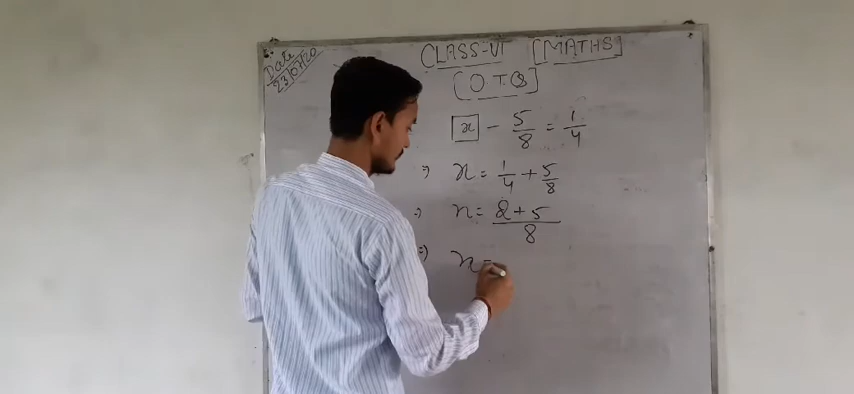 Date
23/07/20
CLASS-VI [MATHS]
[O T Q]
x - 5/8 = 1/4
⇒ x = 1/4 + 5/8
⇒ x = 2+5/8
⇒ x =